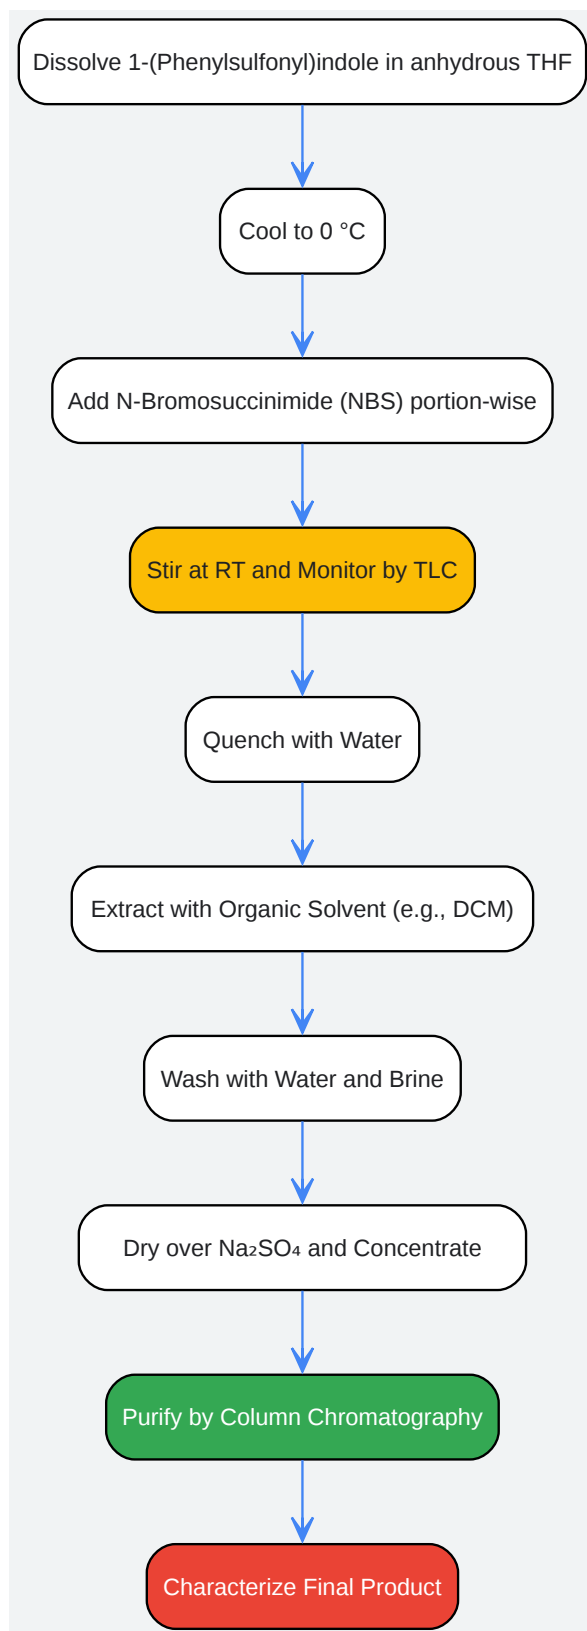 Dissolve 1-(Phenylsulfonyl)indole in anhydrous THF
Cool to 0 °C
Add N-Bromosuccinimide (NBS) portion-wise
Stir at RT and Monitor by TLC
Quench with Water
Extract with Organic Solvent (e.g., DCM)
Wash with Water and Brine
Dry over Na₂SO₄ and Concentrate
Purify by Column Chromatography
Characterize Final Product